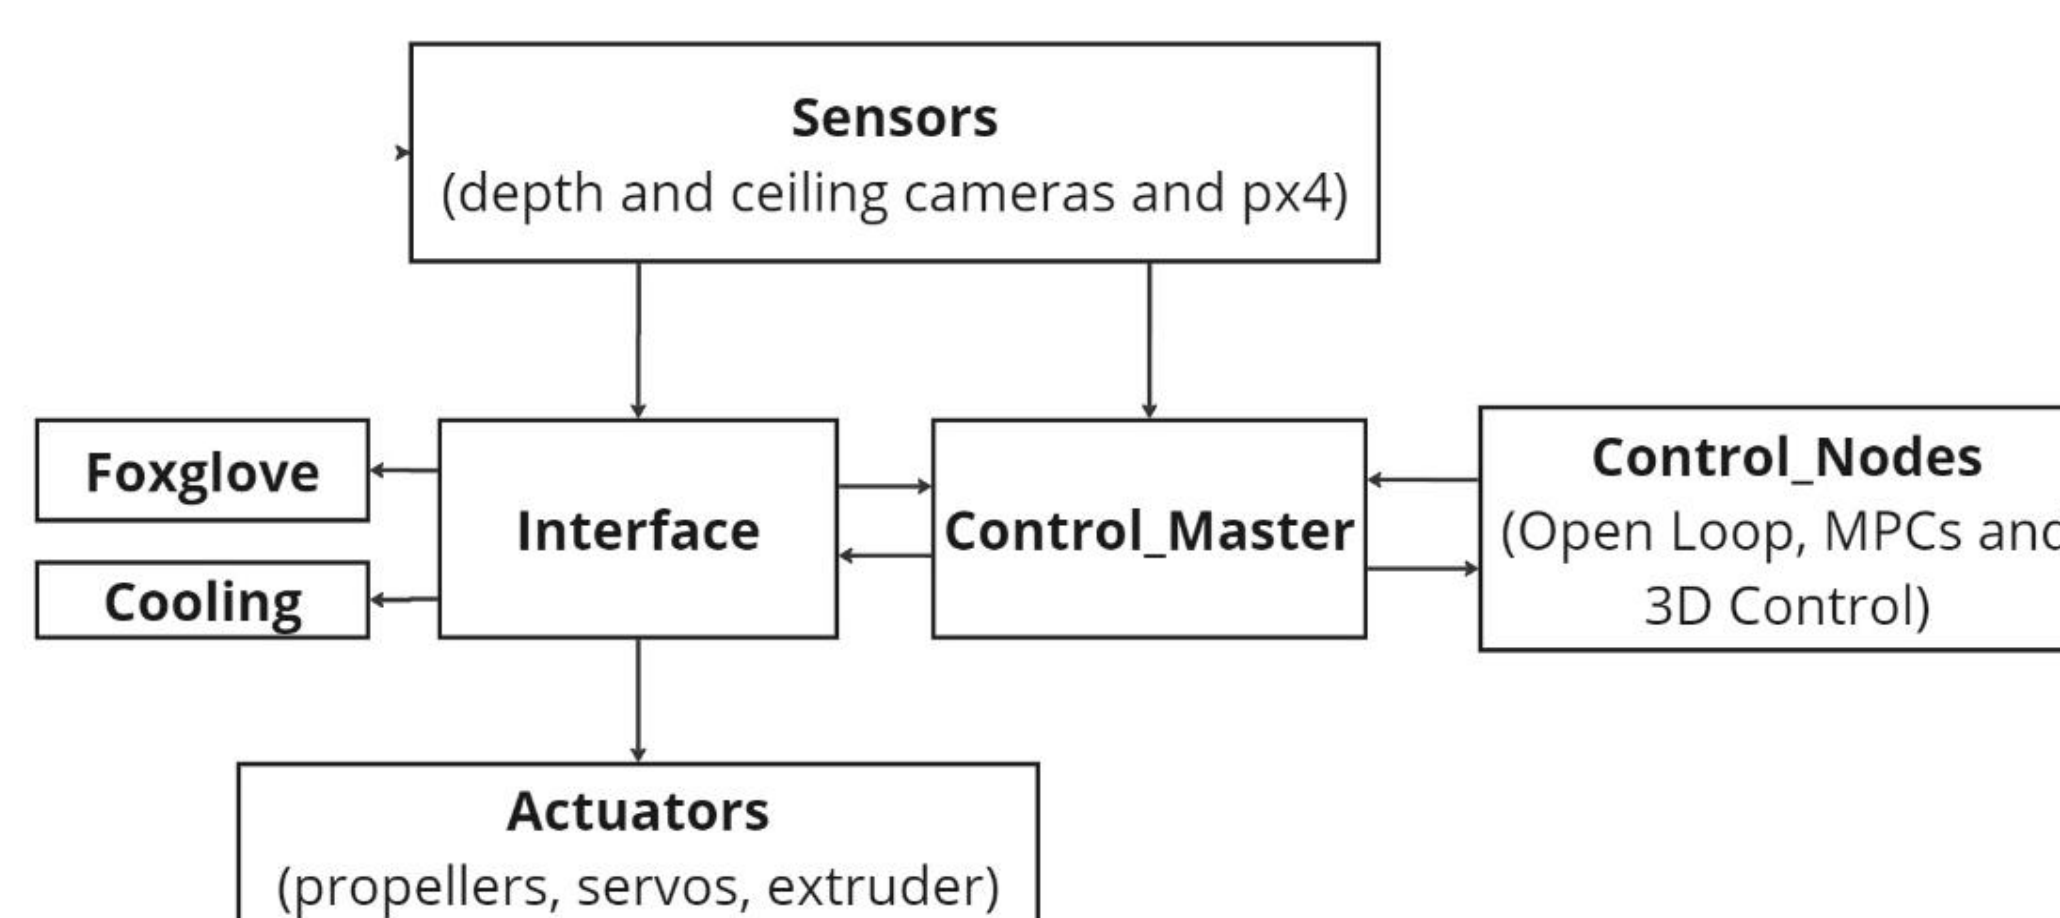 Sensors
(depth and ceiling cameras and px4)
Foxglove
Cooling
Interface
Control_Master
Control_Nodes
(Open Loop, MPCs and
3D Control)
Actuators
(propellers, servos, extruder)